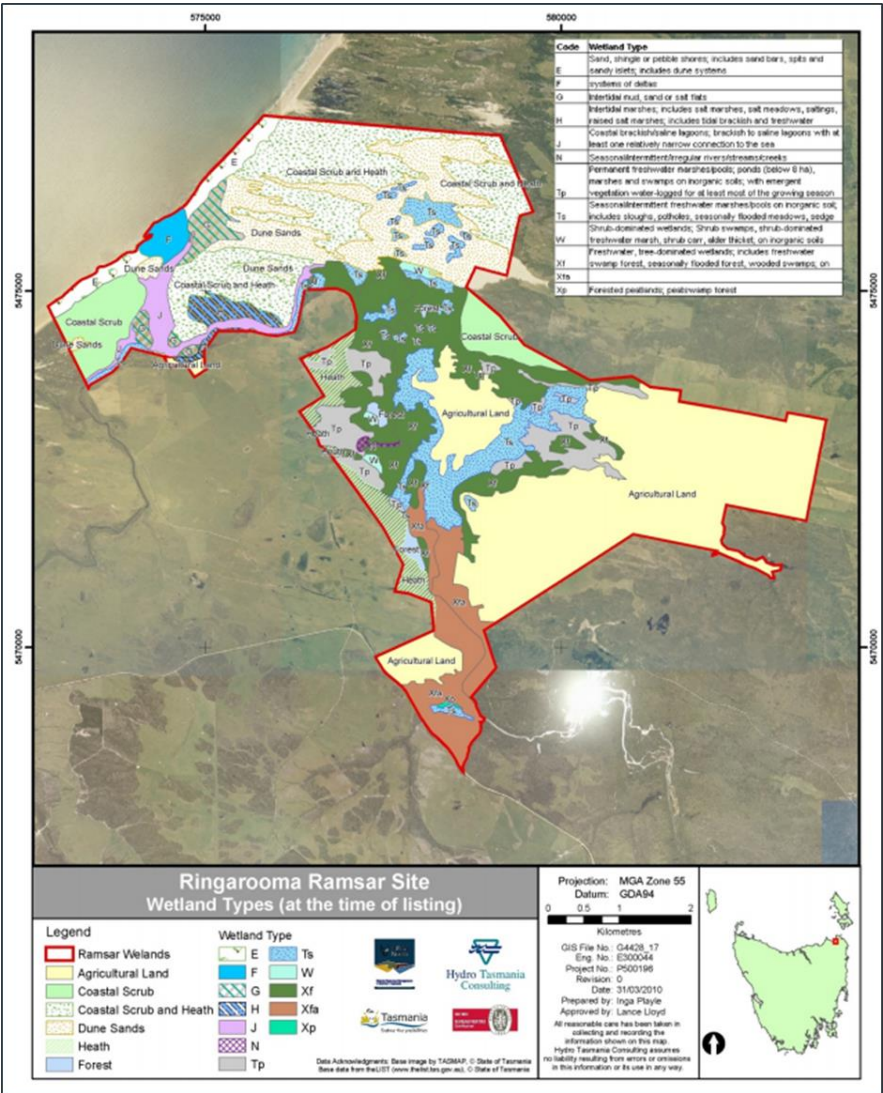 575000
580000
Code Wetland Type
Sand, shingle or pebble shores; includes sand bars, spits and
E sandy islets; includes dune systems
F systems of deltas
G Intertidal mud, sand or salt flats
Intertidal marshes; includes salt marshes, salt meadows, saltings,
H raised salt marshes; includes tidal brackish and freshwater
Coastal brackish/saline lagoons; brackish to saline lagoons with at
J least one relatively narrow connection to the sea
N Seasonal/intermittent/irregular rivers/streams/creeks
Permanent freshwater marshes/pools; ponds (below 8 ha),
marshes and swamps on inorganic soils; with emergent
Tp vegetation water-logged for at least most of the growing season
Seasonal/intermittent freshwater marshes/pools on inorganic soil;
Ts includes sloughs, potholes, seasonally flooded meadows, sedge
Shrub-dominated wetlands; Shrub swamps, shrub-dominated
W freshwater marsh, shrub carr, alder thicket, on inorganic soils
Freshwater, tree-dominated wetlands; includes freshwater
Xf swamp forest, seasonally flooded forest, wooded swamps; on
Xfa
Xp Forested peatlands; peatswamp forest
E
Coastal Scrub and Heath
Coastal Scrub and Heath
Ts
G
Dune Sands
F
Dune Sands
Dune Sands
E
Coastal Scrub and Heath
W
5475000
5475000
Coastal Scrub
J
Dune Sands
Agricultural Land
Coastal Scrub
Tp
Tp
Heath
Agricultural Land
Tp
Tp
Xf
Tp
W
Ts
Tp
Xf
Agricultural Land
Xfa
Forest
Heath
Xfa
5470000
5470000
Agricultural Land
Xfa
Xp
Ringarooma Ramsar Site
Wetland Types (at the time of listing)
Legend
Ramsar Welands
Agricultural Land
Coastal Scrub
Coastal Scrub and Heath
Dune Sands
Heath
Forest
Wetland Type
E
F
G
H
J
N
Tp
Ts
W
Xf
Xfa
Xp
Hydro Tasmania
Consulting
Tasmania
Data Acknowledgments: Base image by TASMAP, © State of Tasmania
Base data from theLIST (www.thelist.tas.gov.au), © State of Tasmania
Projection: MGA Zone 55
Datum: GDA94
0 0.5 1 2
Kilometres
GIS File No.: G4428_17
Eng. No.: E300044
Project No.: P500196
Revision: 0
Date: 31/03/2010
Prepared by: Inga Playle
Approved by: Lance Lloyd
All reasonable care has been taken in
collecting and recording the
information shown on this map.
Hydro Tasmania Consulting assumes
no liability resulting from errors or omissions
in this information or its use in any way.